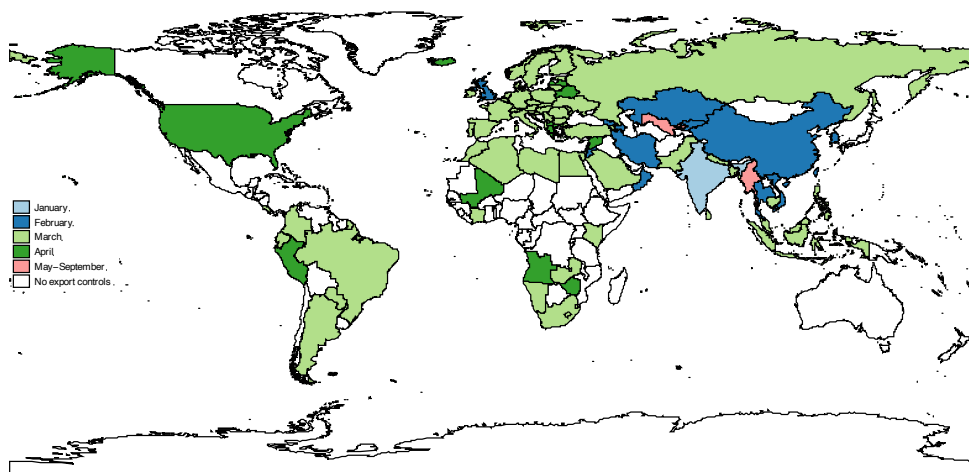 January,
February,
March,
April,
May–September,
No export controls .